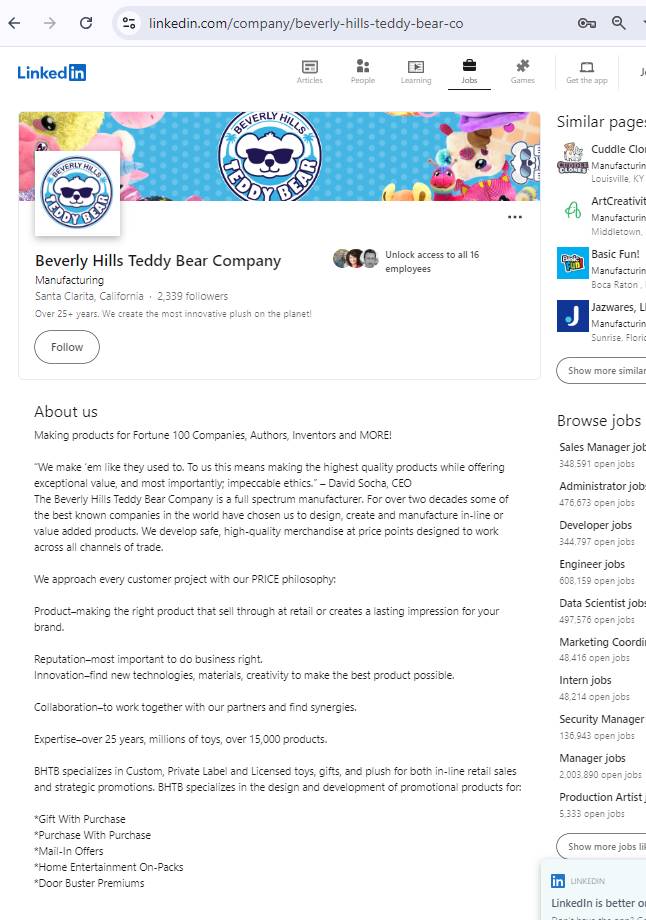 linkedin.com/company/beverly-hills-teddy-bear-co
Linked in
Articles
People
Learning
Jobs
Games
Get the app
BEVERLY HILLS
TEDDY BEAR
BEVERLY HILLS
TEDDY BEAR
Beverly Hills Teddy Bear Company
Manufacturing
Santa Clarita, California · 2,339 followers
Over 25+ years. We create the most innovative plush on the planet!
Unlock access to all 16
employees
Follow
About us
Making products for Fortune 100 Companies, Authors, Inventors and MORE!
“We make ’em like they used to. To us this means making the highest quality products while offering
exceptional value, and most importantly; impeccable ethics.” – David Socha, CEO
The Beverly Hills Teddy Bear Company is a full spectrum manufacturer. For over two decades some of
the best known companies in the world have chosen us to design, create and manufacture in-line or
value added products. We develop safe, high-quality merchandise at price points designed to work
across all channels of trade.
We approach every customer project with our PRICE philosophy:
Product–making the right product that sell through at retail or creates a lasting impression for your
brand.
Reputation–most important to do business right.
Innovation–find new technologies, materials, creativity to make the best product possible.
Collaboration–to work together with our partners and find synergies.
Expertise–over 25 years, millions of toys, over 15,000 products.
BHTB specializes in Custom, Private Label and Licensed toys, gifts, and plush for both in-line retail sales
and strategic promotions. BHTB specializes in the design and development of promotional products for:
*Gift With Purchase
*Purchase With Purchase
*Mail-In Offers
*Home Entertainment On-Packs
*Door Buster Premiums
Similar pages
Cuddle Clon
Manufacturin
Louisville, KY
CUDDLE
CLONES
ArtCreativit
Manufacturin
Middletown,
Basic Fun!
Manufacturin
Boca Raton ,
Basic
Fun!
Jazwares, L
Manufacturin
Sunrise, Floric
Show more similar
Browse jobs
Sales Manager job
348,591 open jobs
Administrator jobs
476,673 open jobs
Developer jobs
344,797 open jobs
Engineer jobs
608,159 open jobs
Data Scientist jobs
497,576 open jobs
Marketing Coordi
48,416 open jobs
Intern jobs
48,214 open jobs
Security Manager
136,943 open jobs
Manager jobs
2,003,890 open jobs
Production Artist j
5,333 open jobs
Show more jobs lik
in LINKEDIN
LinkedIn is better o